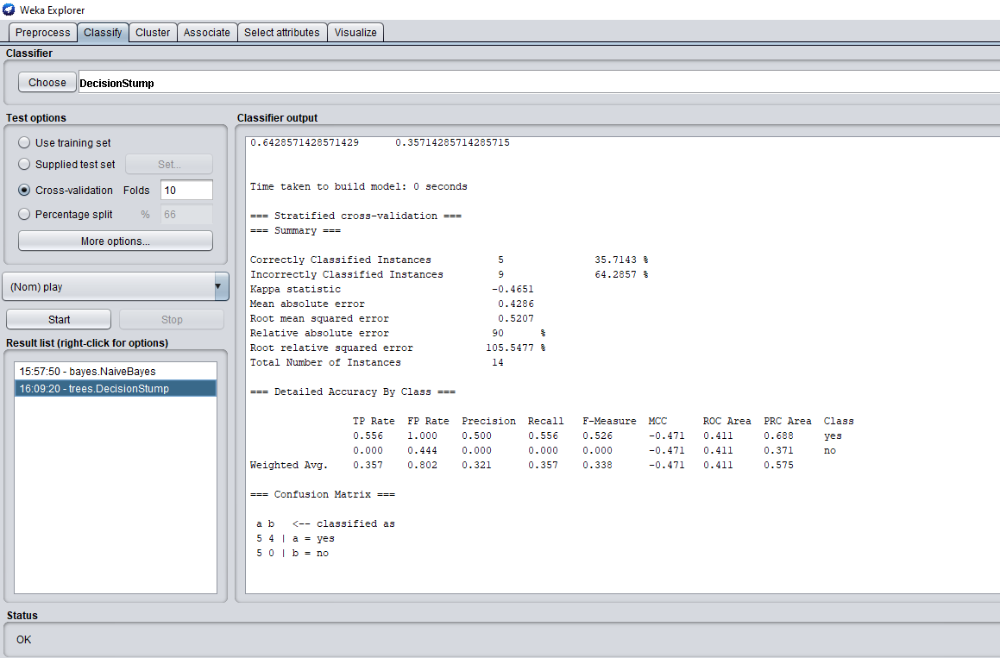 Weka Explorer
Preprocess Classify Cluster Associate Select attributes Visualize
Classifier
Choose DecisionStump
Test options
Use training set
Supplied test set Set...
Cross-validation Folds 10
Percentage split % 66
More options...
(Nom) play
Start Stop
Result list (right-click for options)
15:57:50 - bayes.NaiveBayes
16:09:20 - trees.DecisionStump
Classifier output
0.6428571428571429 0.35714285714285715
Time taken to build model: 0 seconds
=== Stratified cross-validation ===
=== Summary ===
Correctly Classified Instances 5 35.7143 %
Incorrectly Classified Instances 9 64.2857 %
Kappa statistic -0.4651
Mean absolute error 0.4286
Root mean squared error 0.5207
Relative absolute error 90 %
Root relative squared error 105.5477 %
Total Number of Instances 14
=== Detailed Accuracy By Class ===
TP Rate FP Rate Precision Recall F-Measure MCC ROC Area PRC Area Class
0.556 1.000 0.500 0.556 0.526 -0.471 0.411 0.688 yes
0.000 0.444 0.000 0.000 0.000 -0.471 0.411 0.371 no
Weighted Avg. 0.357 0.802 0.321 0.357 0.338 -0.471 0.411 0.575
=== Confusion Matrix ===
a b <-- classified as
5 4 | a = yes
5 0 | b = no
Status
OK